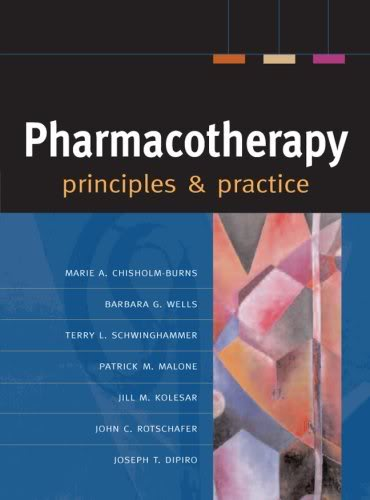 Pharmacotherapy
principles & practice
MARIE A. CHISHOLM-BURNS
BARBARA G. WELLS
TERRY L. SCHWINGHAMMER
PATRICK M. MALONE
JILL M. KOLESAR
JOHN C. ROTSCHAFER
JOSEPH T. DIPIRO